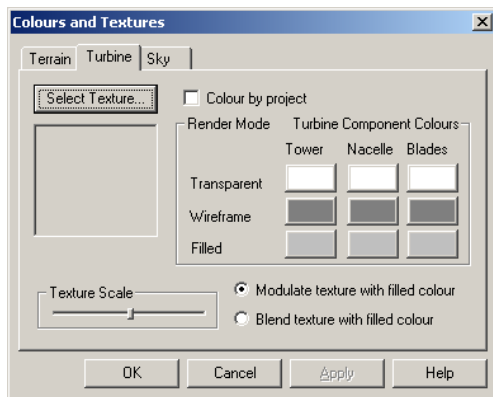 Colours and Textures
Terrain Turbine Sky
Select Texture...
Colour by project
Render Mode Turbine Component Colours
Tower Nacelle Blades
Transparent
Wireframe
Filled
Texture Scale
Modulate texture with filled colour
Blend texture with filled colour
OK Cancel Apply Help